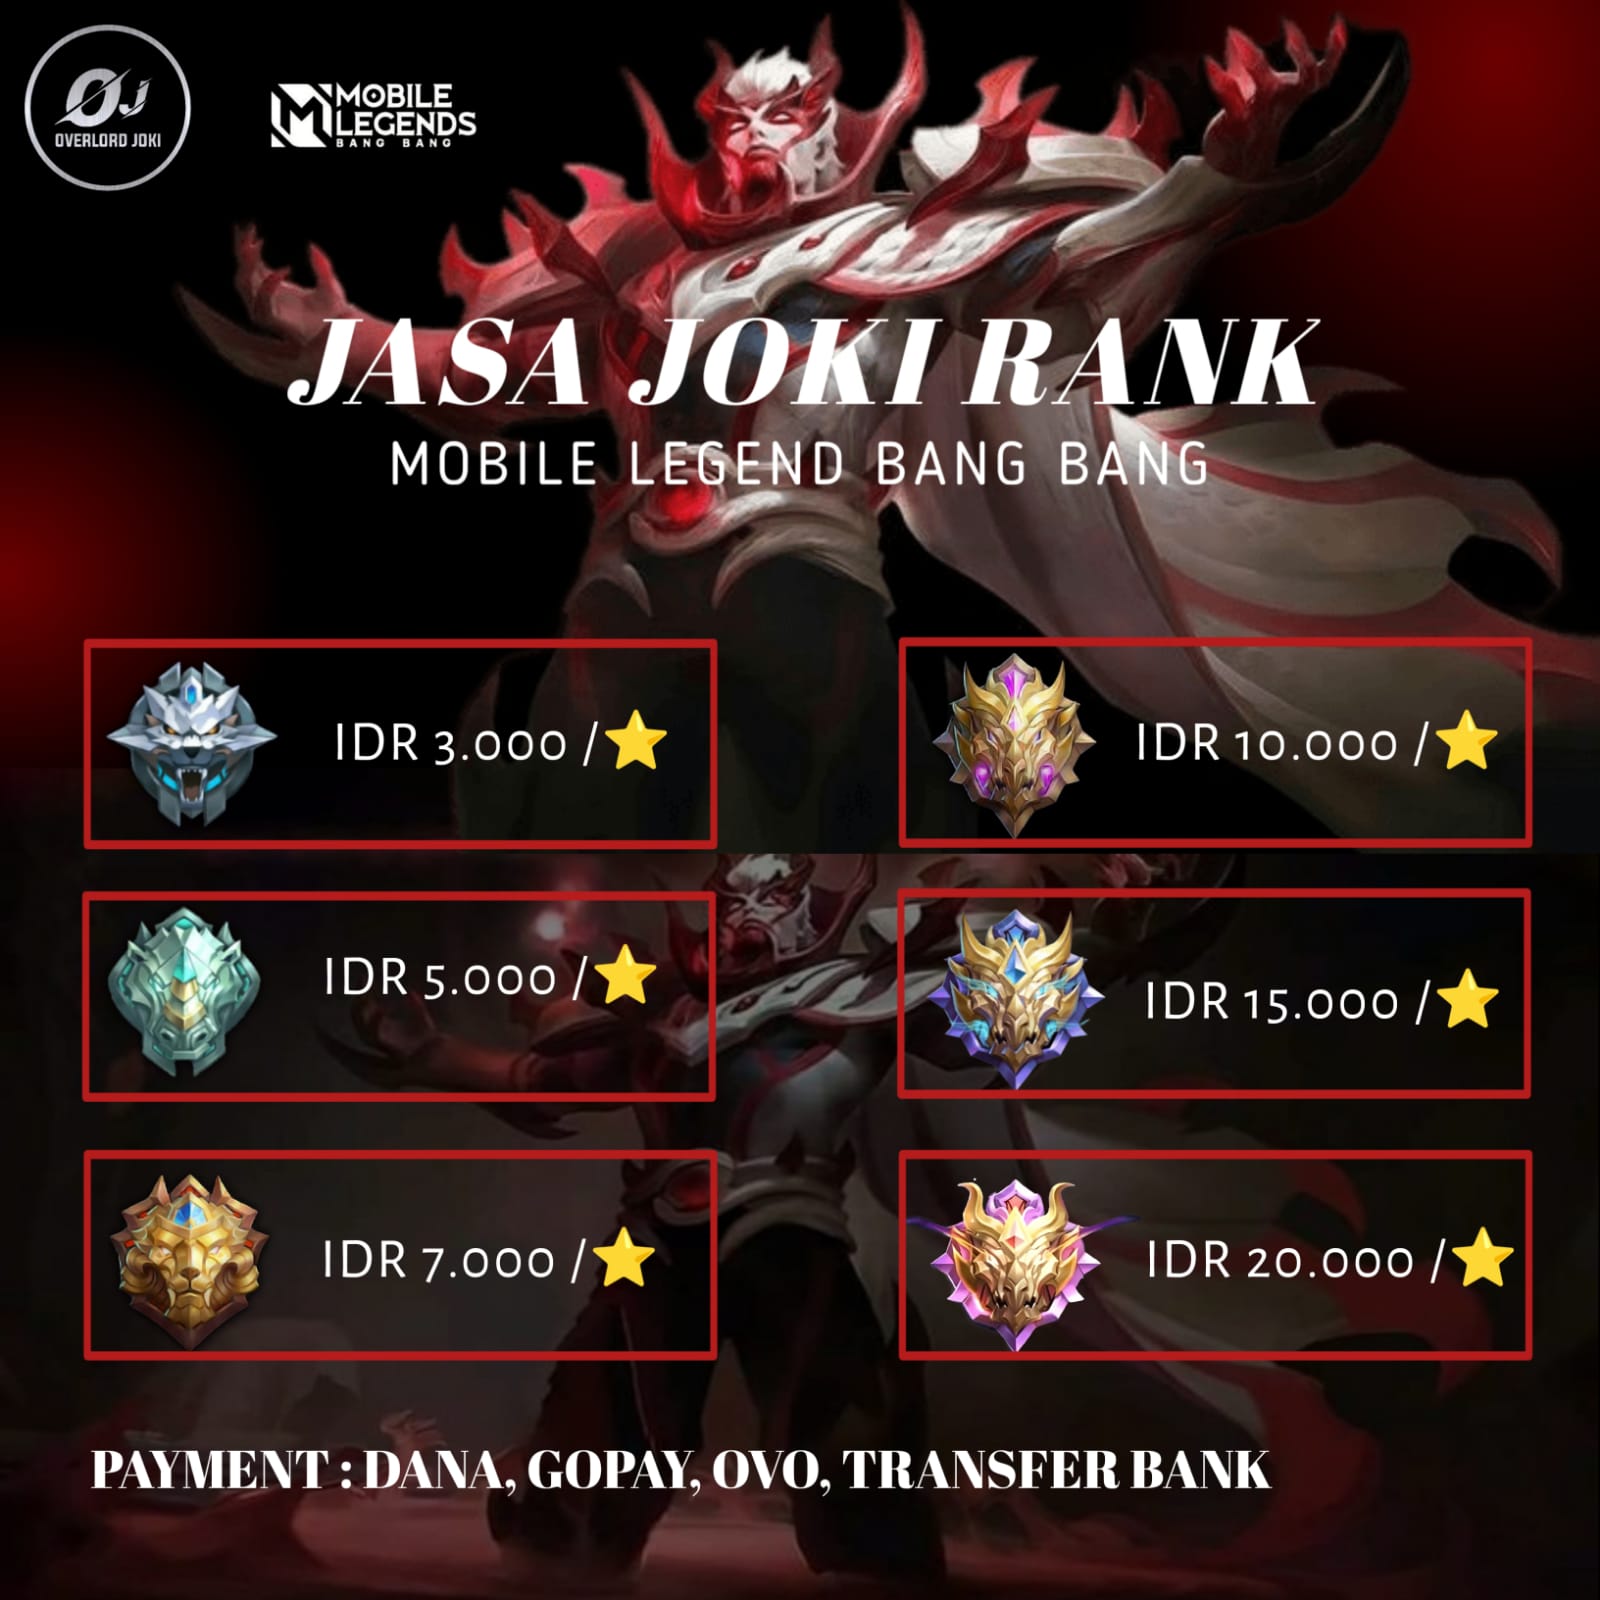 OJ
OVERLORD JOKI
MOBILE
LEGENDS
BANG BANG
JASA JOKI RANK
MOBILE LEGEND BANG BANG
IDR 3.000 /⭐
IDR 10.000 /⭐
IDR 5.000 /⭐
IDR 15.000 /⭐
IDR 7.000 /⭐
IDR 20.000 /⭐
PAYMENT : DANA, GOPAY, OVO, TRANSFER BANK